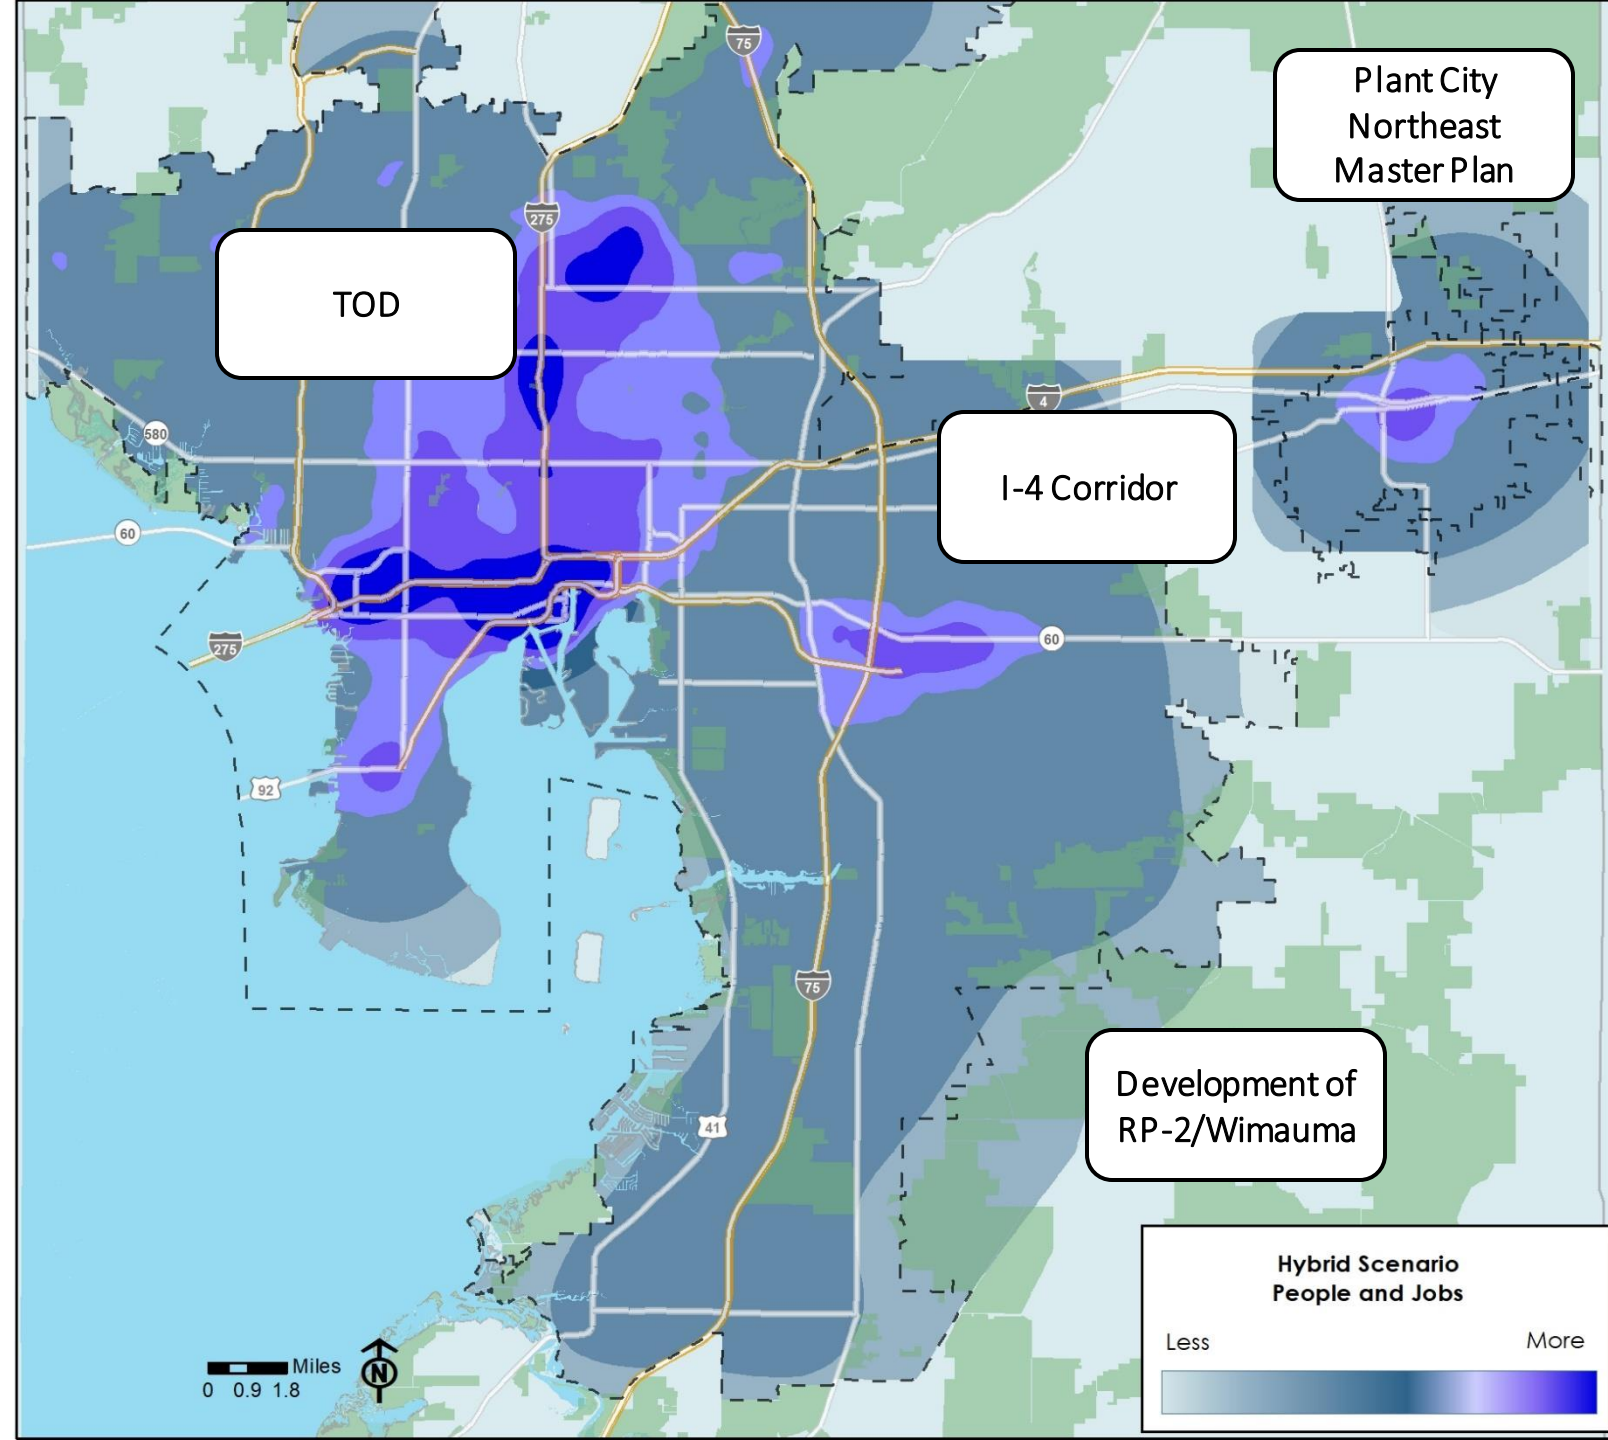 75
Plant City
Northeast
Master Plan
275
TOD
4
580
I-4 Corridor
60
275
60
92
75
Development of
RP-2/Wimauma
41
Hybrid Scenario
People and Jobs
Less More
Miles
0 0.9 1.8
N